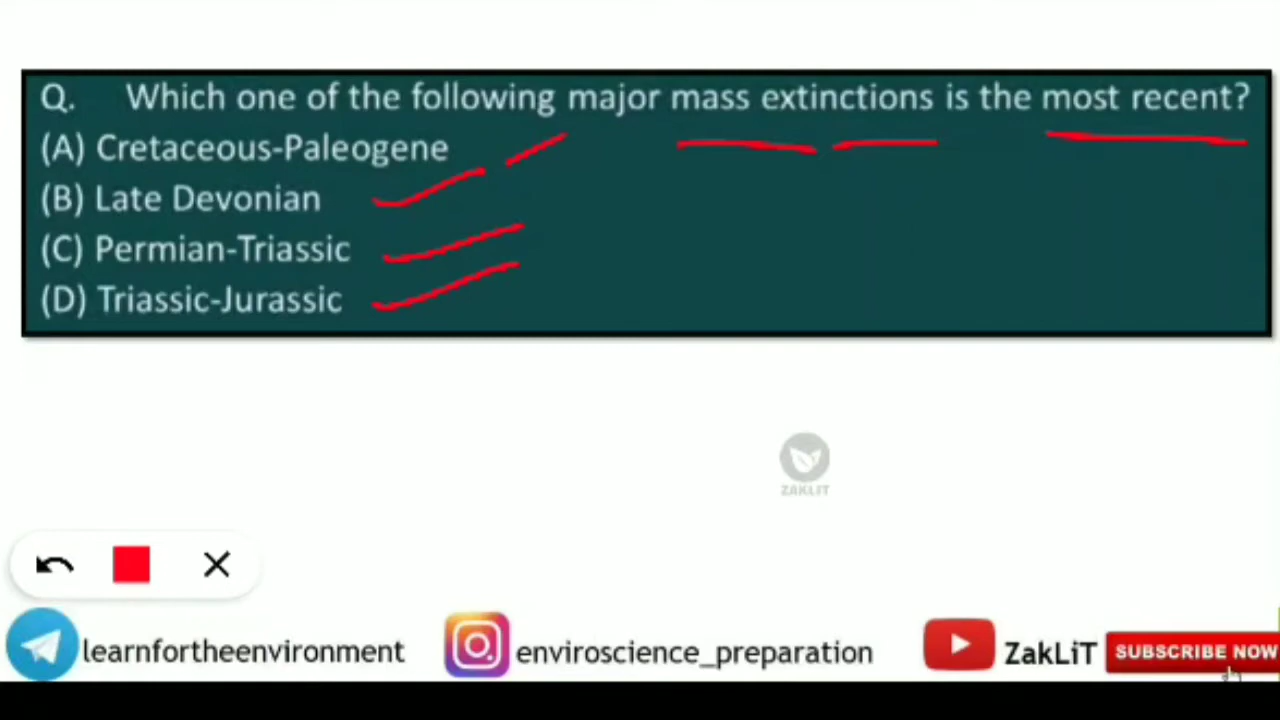 Q. Which one of the following major mass extinctions is the most recent?
(A) Cretaceous-Paleogene
(B) Late Devonian
(C) Permian-Triassic
(D) Triassic-Jurassic
ZAKLIT
learnfortheenvironment enviroscience_preparation ZakLiT SUBSCRIBE NOW